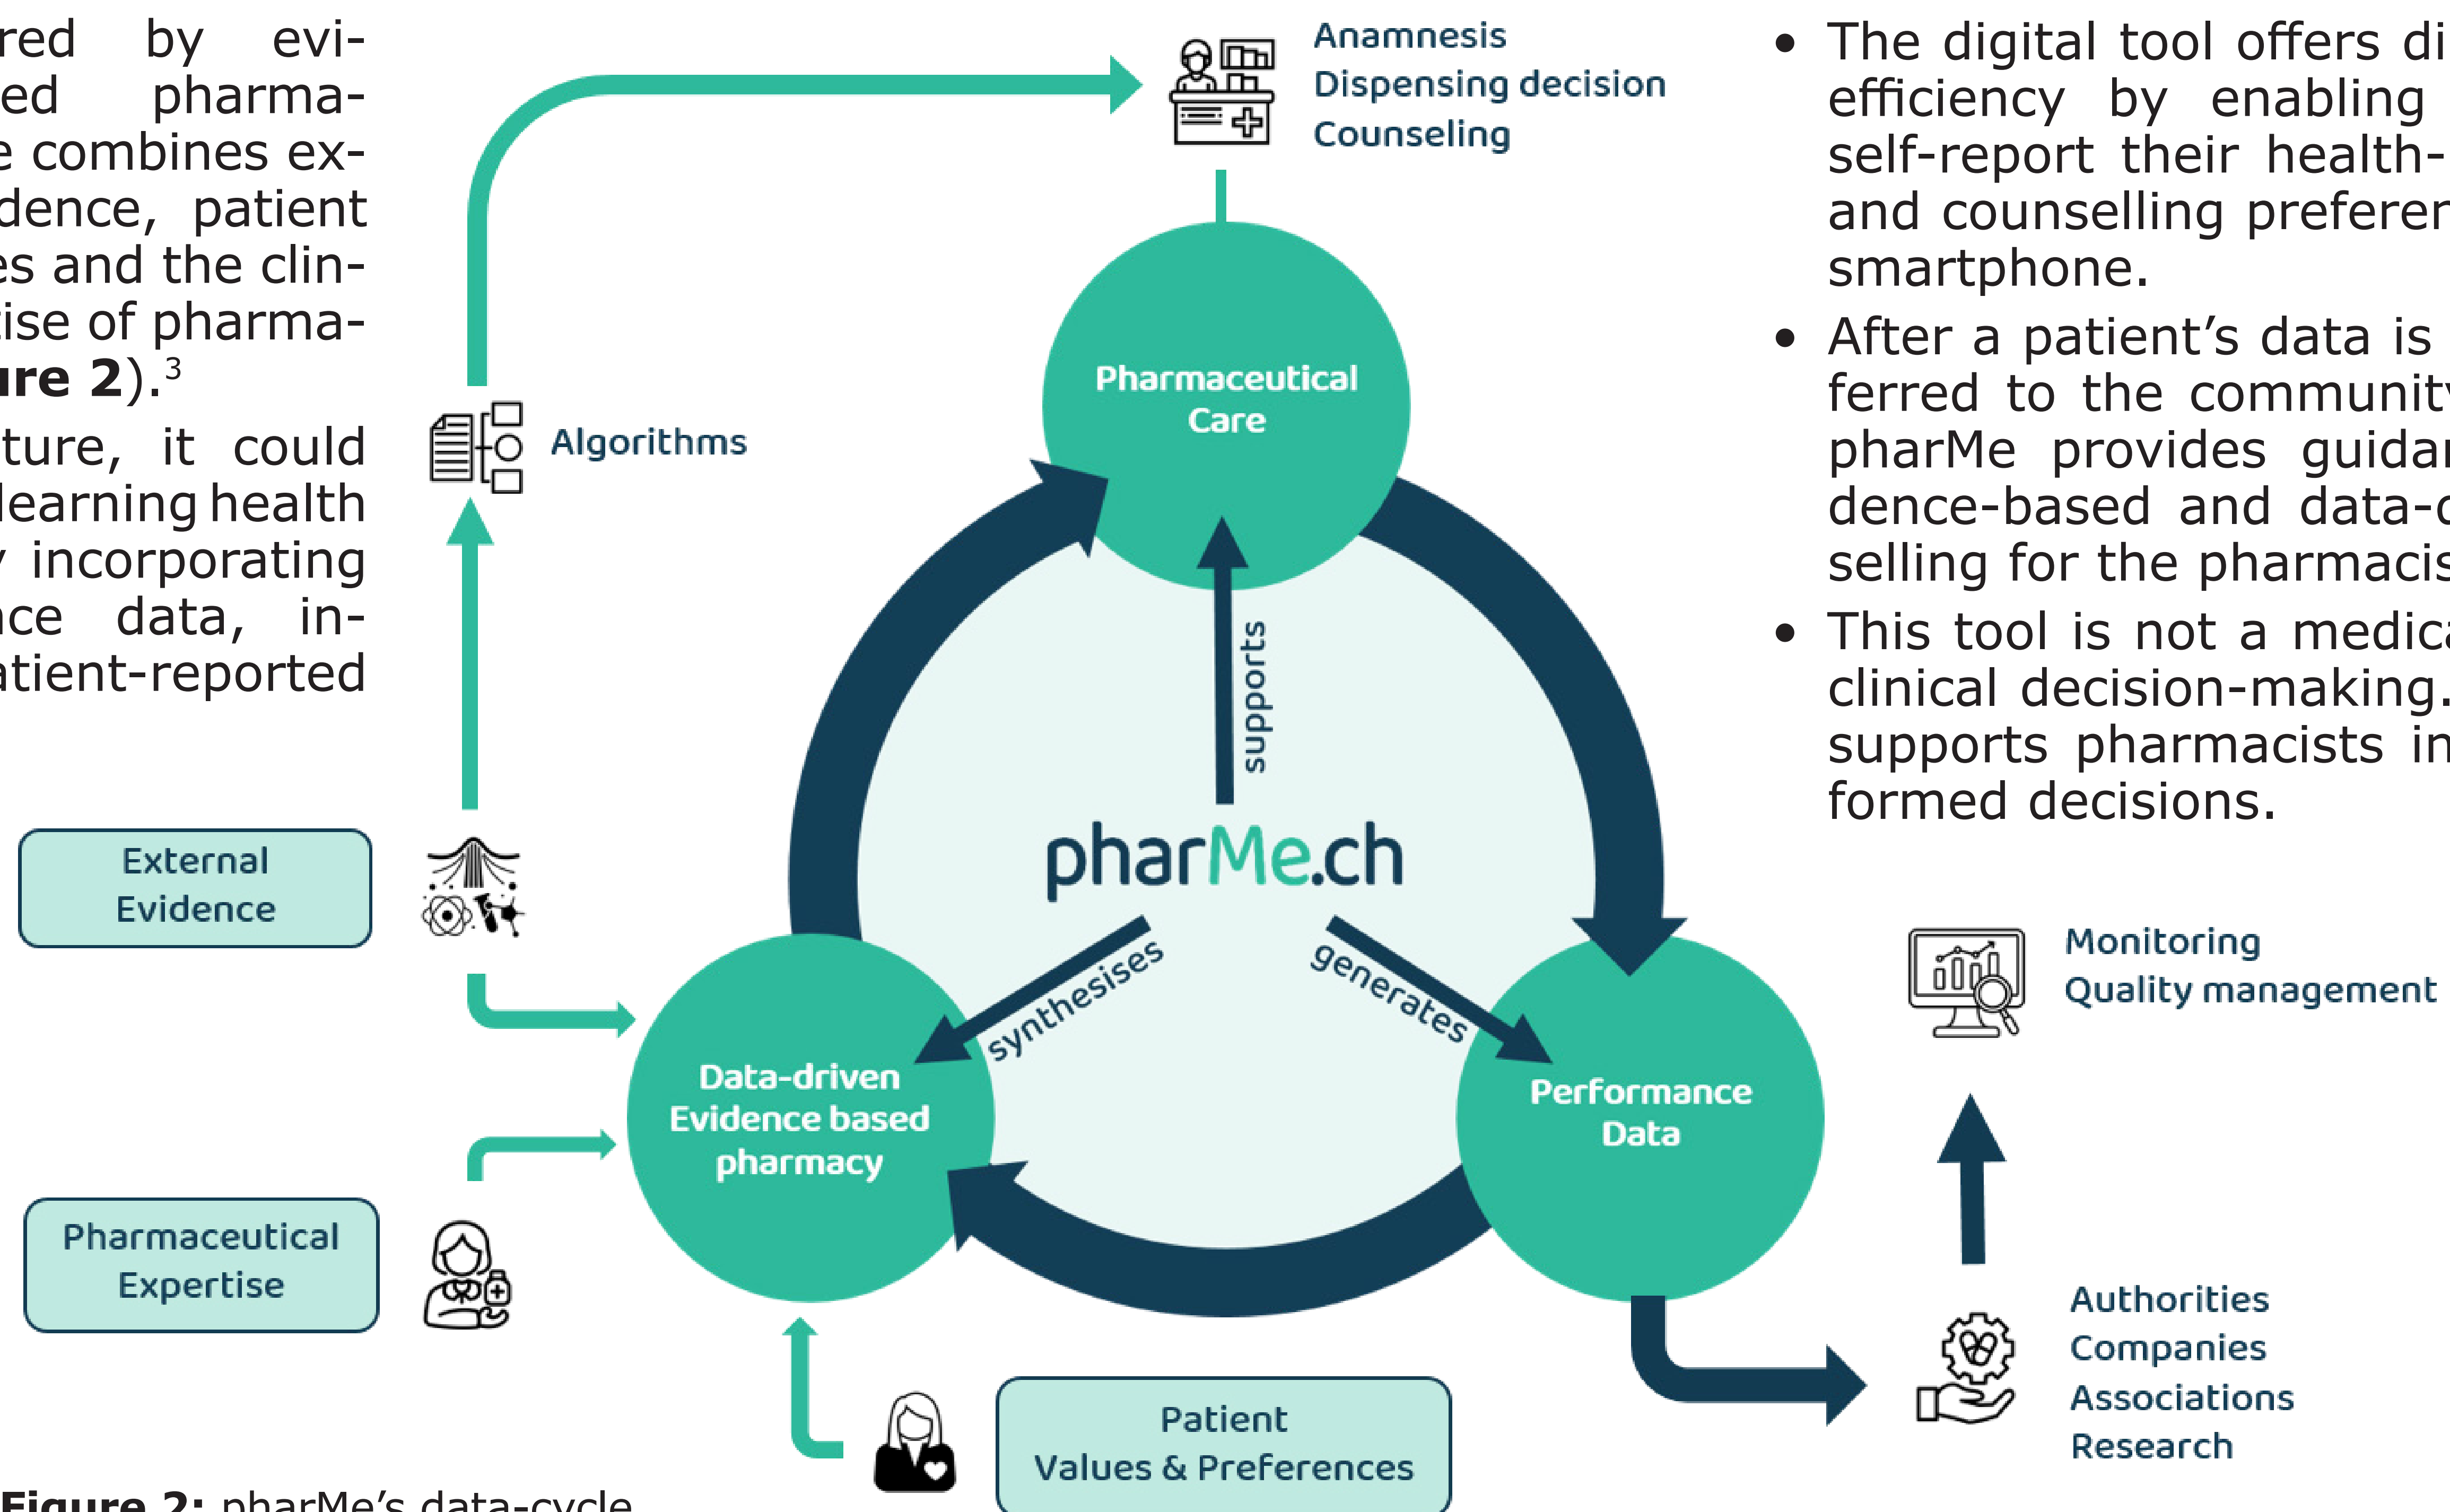 red by evi-
ed pharma-
e combines ex-
dence, patient
es and the clin-
tise of pharma-
ure 2).³
ture, it could
learning health
y incorporating
nce data, in-
atient-reported
Anamnesis
Dispensing decision
Counseling
Algorithms
Pharmaceutical
Care
supports
pharMe.ch
synthesises
generates
External
Evidence
Data-driven
Evidence based
pharmacy
Performance
Data
Pharmaceutical
Expertise
Patient
Values & Preferences
Monitoring
Quality management
Authorities
Companies
Associations
Research
Figure 2: pharMe’s data-cycle
• The digital tool offers di
efficiency by enabling
self-report their health-
and counselling preferen
smartphone.
• After a patient’s data is
ferred to the community
pharMe provides guidan
dence-based and data-d
selling for the pharmacis
• This tool is not a medica
clinical decision-making.
supports pharmacists in
formed decisions.